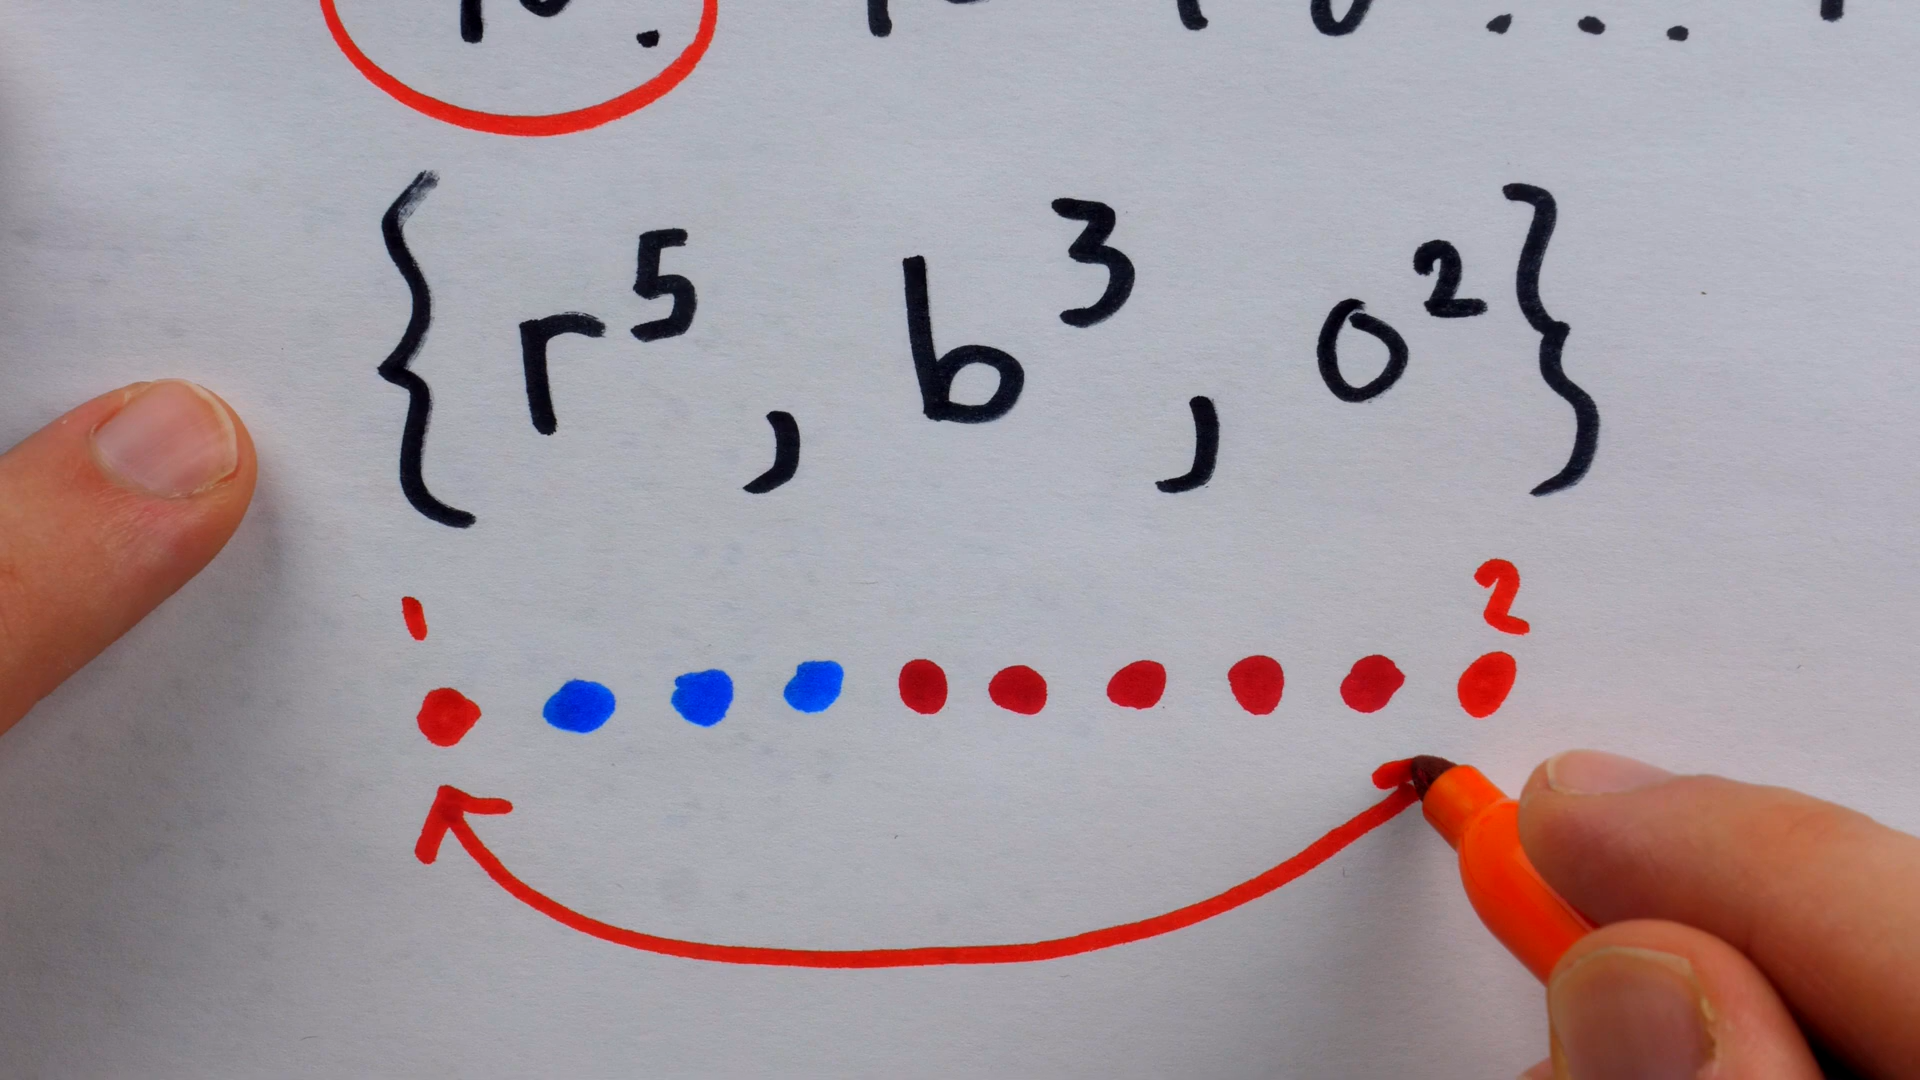 { r⁵, b³, o² }
1 2